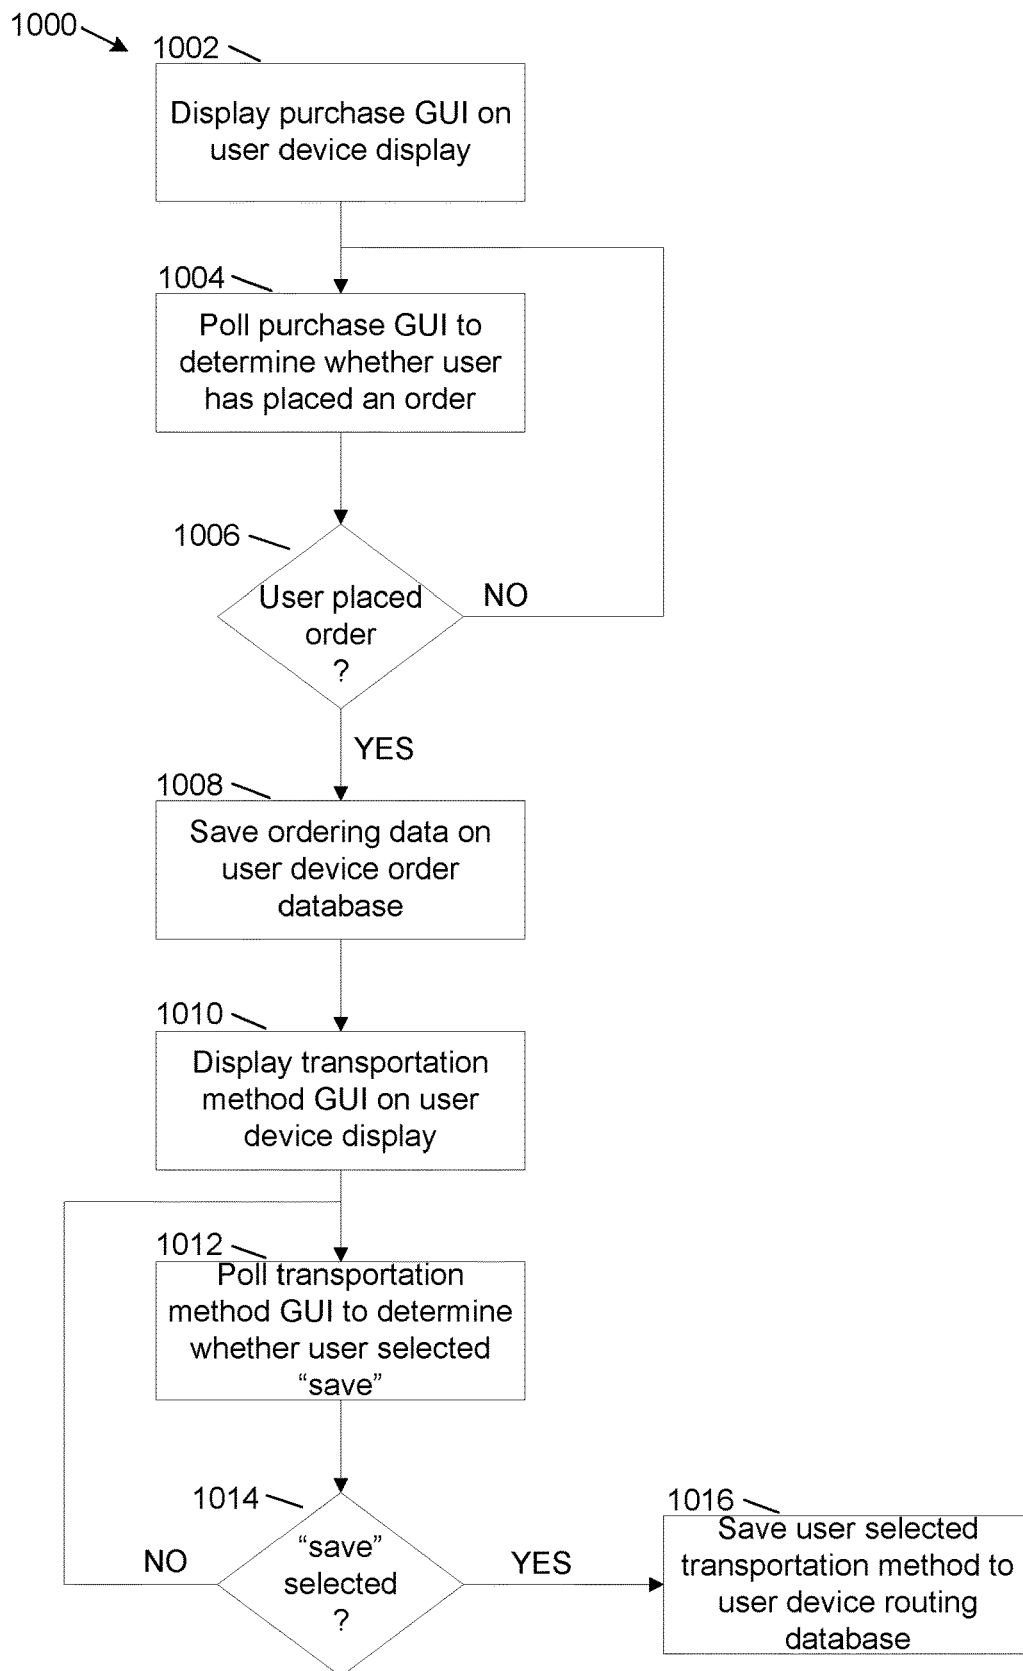 1000
1002
Display purchase GUI on
user device display
1004
Poll purchase GUI to
determine whether user
has placed an order
1006
User placed
order
?
NO
YES
1008
Save ordering data on
user device order
database
1010
Display transportation
method GUI on user
device display
1012
Poll transportation
method GUI to determine
whether user selected
“save”
1014
“save”
selected
?
NO
YES
1016
Save user selected
transportation method to
user device routing
database